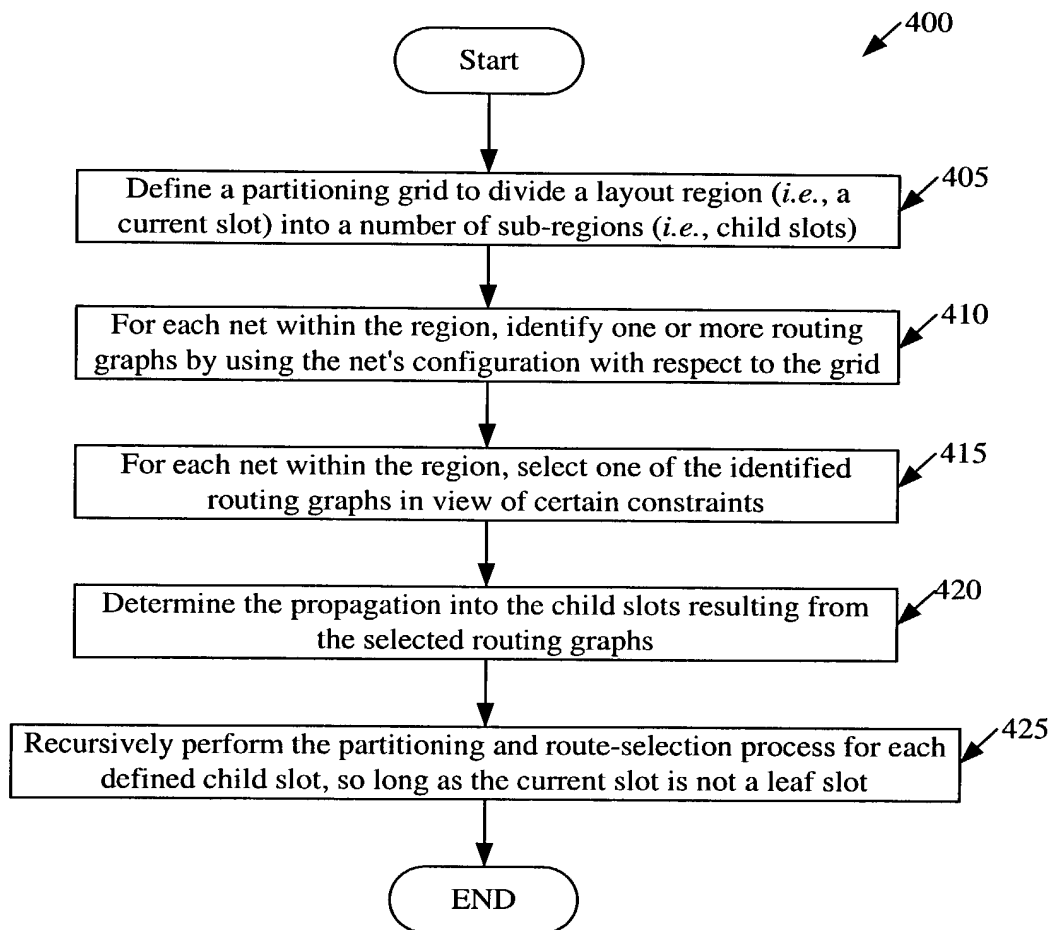 400
Start
Define a partitioning grid to divide a layout region (i.e., a
current slot) into a number of sub-regions (i.e., child slots)
405
For each net within the region, identify one or more routing
graphs by using the net's configuration with respect to the grid
410
For each net within the region, select one of the identified
routing graphs in view of certain constraints
415
Determine the propagation into the child slots resulting from
the selected routing graphs
420
Recursively perform the partitioning and route-selection process for each
defined child slot, so long as the current slot is not a leaf slot
425
END